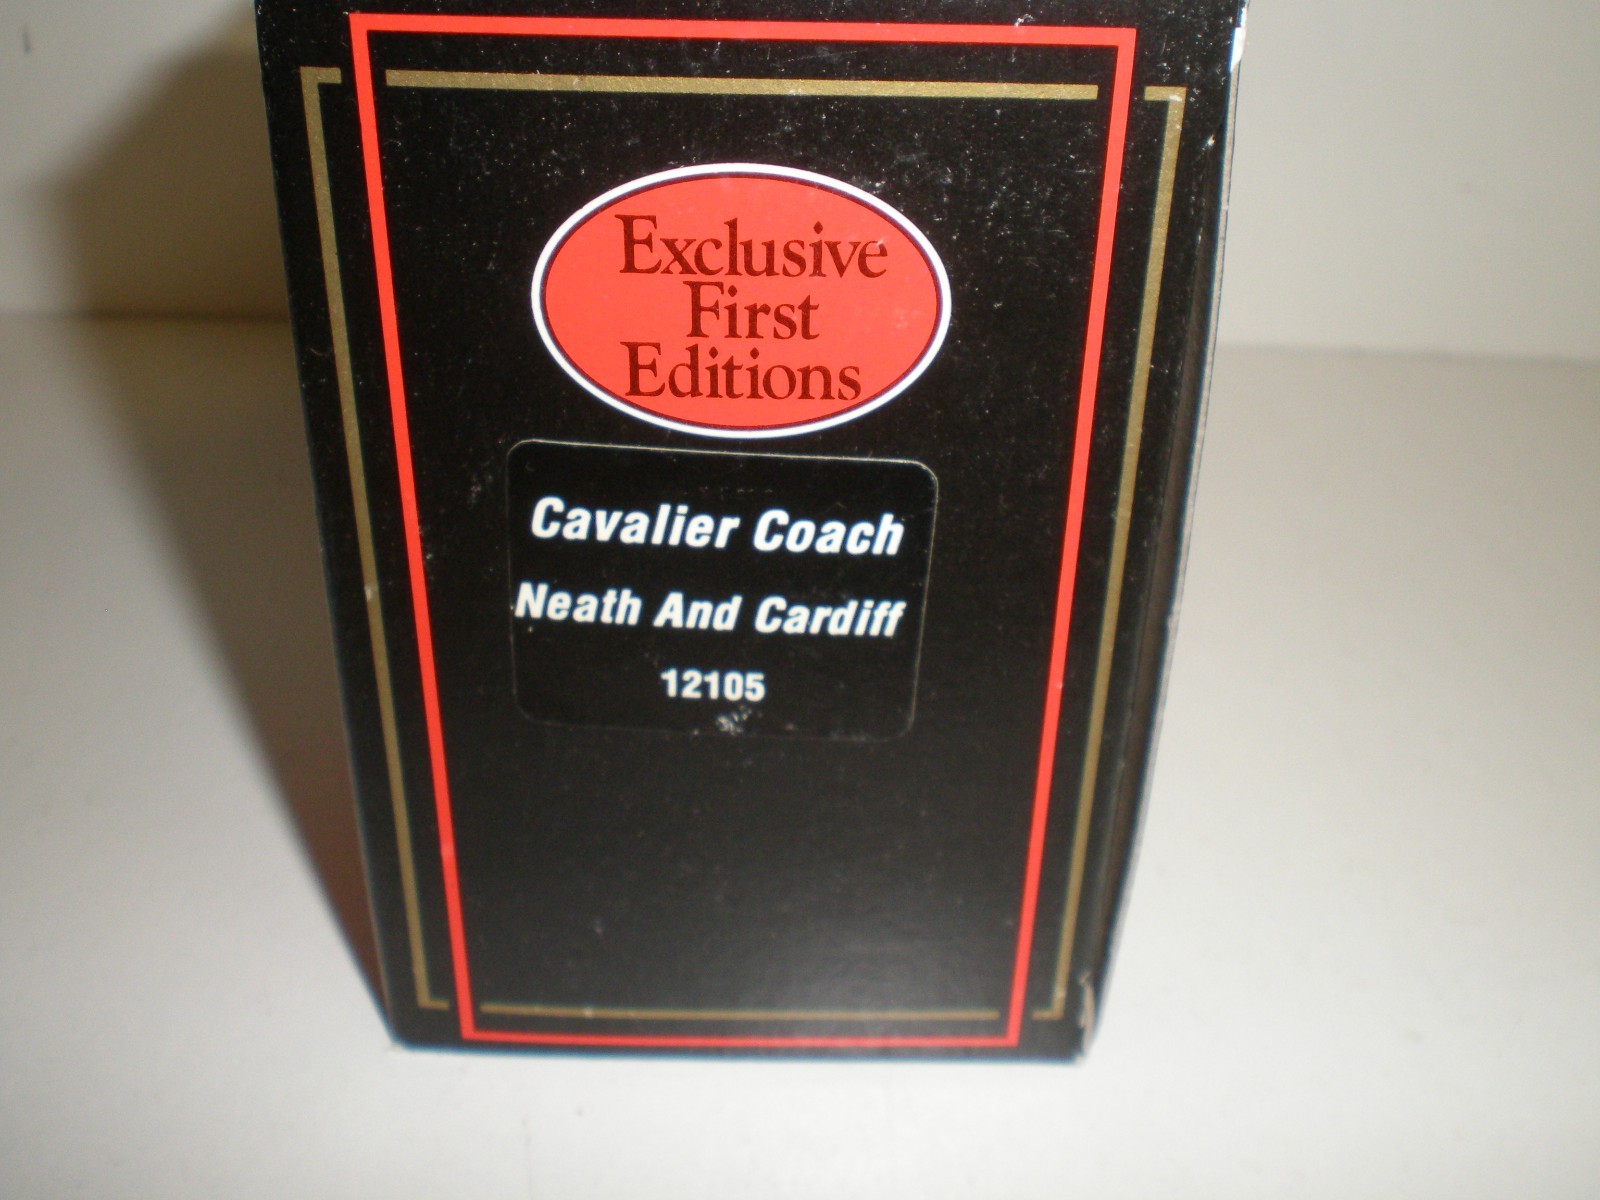 Exclusive
First
Editions
Cavalier Coach
Neath And Cardiff
12105